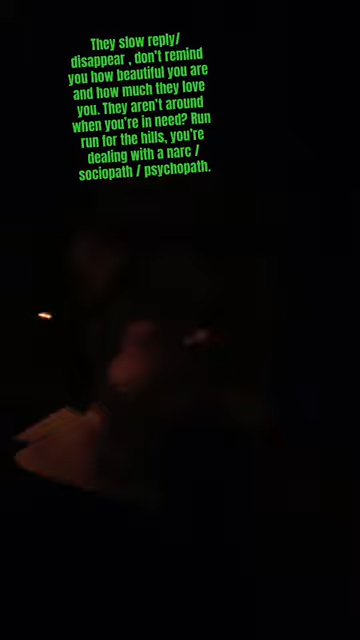 They slow reply/
disappear , don't remind
you how beautiful you are
and how much they love
you. They aren't around
when you're in need? Run
run for the hills, you're
dealing with a narc /
sociopath / psychopath.